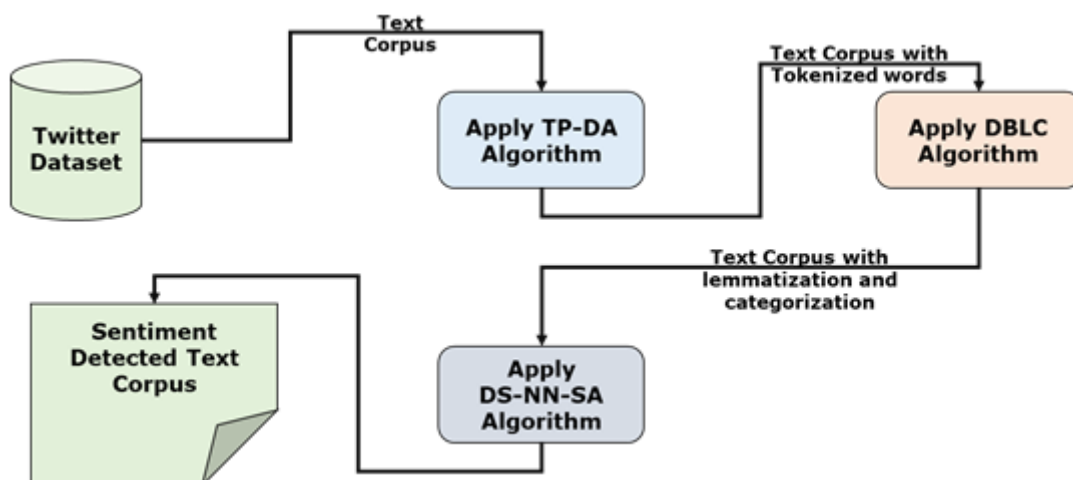 Text
Corpus
Twitter
Dataset
Apply TP-DA
Algorithm
Text Corpus with
Tokenized words
Apply DBLC
Algorithm
Text Corpus with
lemmatization and
categorization
Apply
DS-NN-SA
Algorithm
Sentiment
Detected Text
Corpus